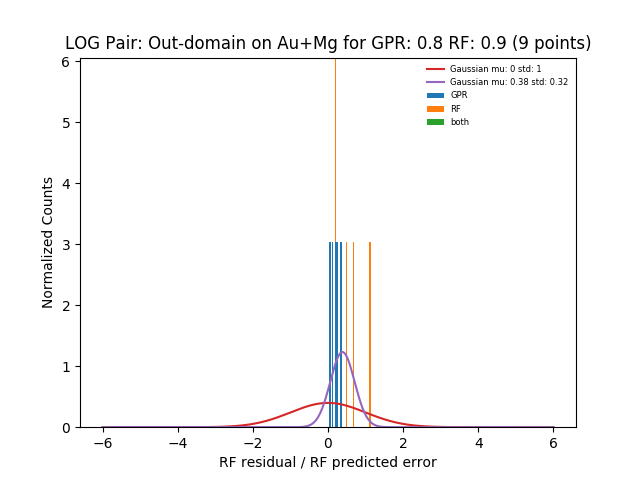 LOG Pair: Out-domain on Au+Mg for GPR: 0.8 RF: 0.9 (9 points)
Normalized Counts
6
5
4
3
2
1
0
Gaussian mu: 0 std: 1
Gaussian mu: 0.38 std: 0.32
GPR
RF
both
−6 −4 −2 0 2 4 6
RF residual / RF predicted error